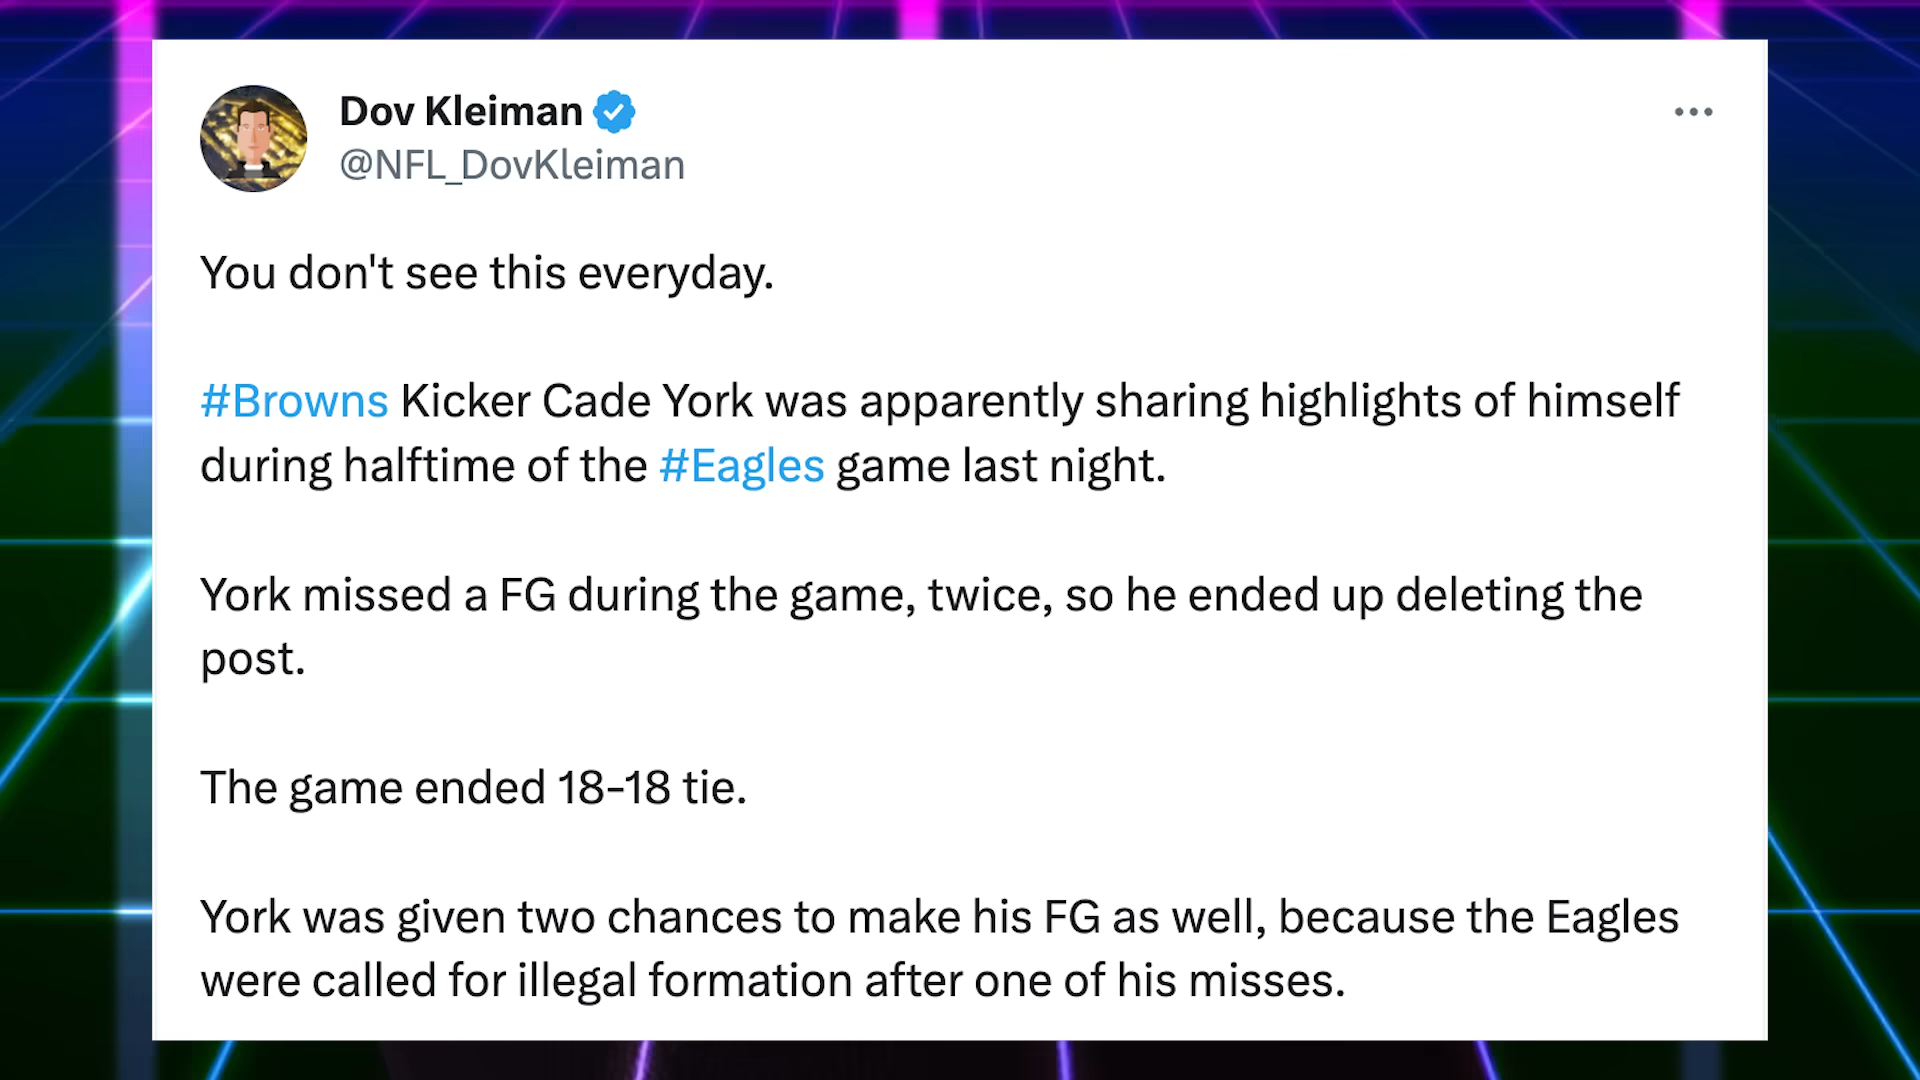 Dov Kleiman
@NFL_DovKleiman
You don't see this everyday.
#Browns Kicker Cade York was apparently sharing highlights of himself
during halftime of the #Eagles game last night.
York missed a FG during the game, twice, so he ended up deleting the
post.
The game ended 18-18 tie.
York was given two chances to make his FG as well, because the Eagles
were called for illegal formation after one of his misses.